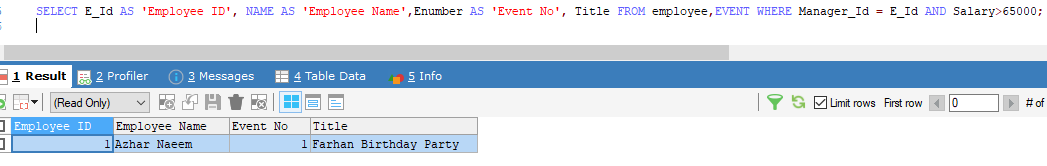 SELECT E_Id AS 'Employee ID', NAME AS 'Employee Name',Enumber AS 'Event No', Title FROM employee,EVENT WHERE Manager_Id = E_Id AND Salary>65000;
1 Result 2 Profiler 3 Messages 4 Table Data 5 Info
(Read Only) Limit rows First row 0 # of
Employee ID Employee Name Event No Title
1 Azhar Naeem 1 Farhan Birthday Party